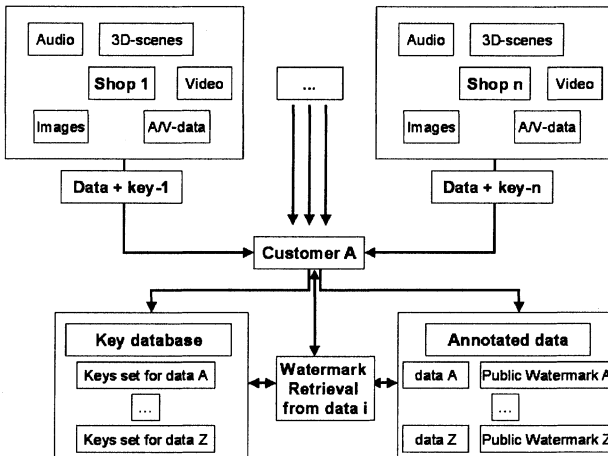 Audio
3D-scenes
Shop 1
Video
Images
A/V-data
...
Audio
3D-scenes
Shop n
Video
Images
A/V-data
Data + key-1
Data + key-n
Customer A
Key database
Keys set for data A
...
Keys set for data Z
Watermark
Retrieval
from data i
Annotated data
data A
Public Watermark A
...
data Z
Public Watermark Z